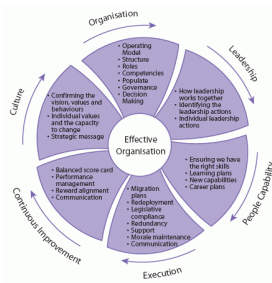 Organisation
• Operating
Model
• Structure
• Roles
• Competencies
• Populate
• Governance
• Decision
Making
Leadership
• How leadership
works together
• Identifying the
leadership actions
• Individual leadership
actions
People Capability
• Ensuring we have
the right skills
• Learning plans
• New capabilities
• Career plans
Execution
• Migration
plans
• Redeployment
• Legislative
compliance
• Redundancy
• Support
• Morale maintenance
• Communication
Continuous Improvement
• Balanced score card
• Performance
management
• Reward alignment
• Communication
Culture
• Confirming the
vision, values and
behaviours
• Individual values
and the capacity
to change
• Strategic message
Effective
Organisation